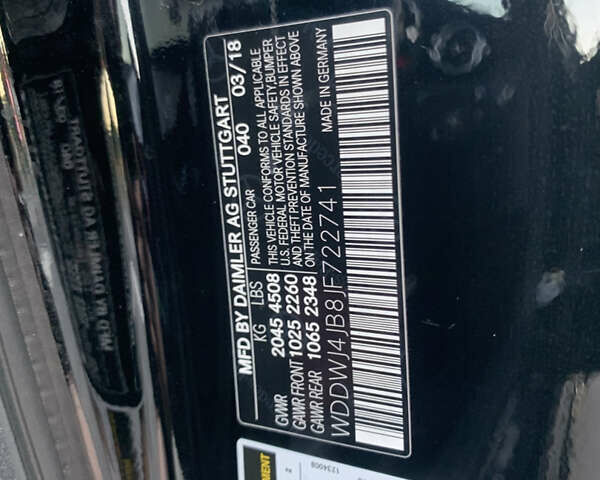 MFD BY DAIMLER AG STUTTGART
PASSENGER CAR 040 03/18
KG LBS
GVWR 2045 4508
GAWR FRONT 1025 2260
GAWR REAR 1065 2348
THIS VEHICLE CONFORMS TO ALL APPLICABLE
U.S. FEDERAL MOTOR VEHICLE SAFETY, BUMPER
AND THEFT PREVENTION STANDARDS IN EFFECT
ON THE DATE OF MANUFACTURE SHOWN ABOVE
WDDWJ4JB8JF722741
MADE IN GERMANY
1234008